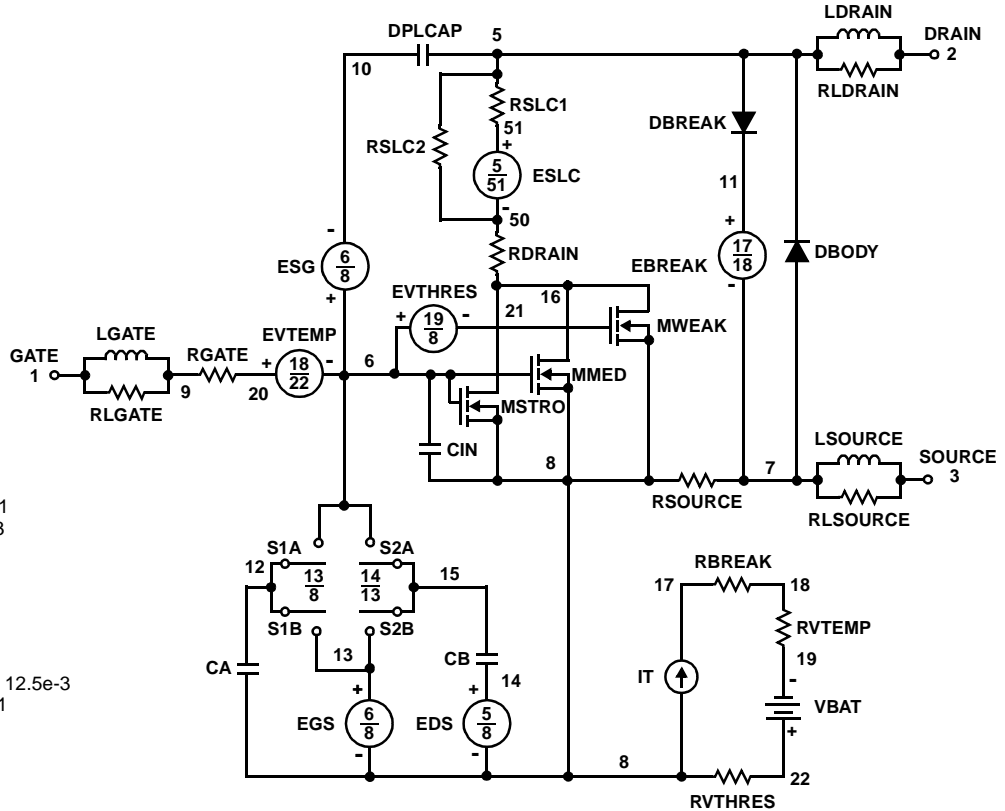 LDRAIN
DPLCAP
5
DRAIN
2
10
RLDRAIN
RSLC1
51
DBREAK
RSLC2
+
5
51
ESLC
11
-
50
-
+
RDRAIN
17
18
6
8
ESG
EBREAK
DBODY
EVTHRES
16
-
+
+
19
8
-
21
MWEAK
LGATE
EVTEMP
GATE
1
RGATE
+
18
22
-
6
MMED
9
20
RLGATE
MSTRO
LSOURCE
CIN
8
7
SOURCE
3
RSOURCE
RLSOURCE
1
3
S1A
S2A
RBREAK
12
13
8
14
13
15
17
18
S1B
S2B
RVTEMP
13
CB
19
CA
IT
-
12.5e-3
1
+
+
14
VBAT
EGS
6
8
EDS
5
8
+
-
-
8
22
RVTHRES